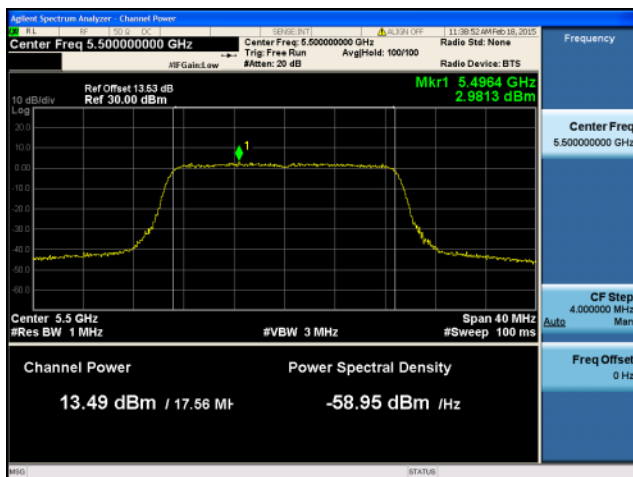 Agilent Spectrum Analyzer - Channel Power
RL RF 50 Ω DC SENSE:INT ALIGN OFF 11:38:52 AM Feb 18, 2015
Center Freq 5.500000000 GHz
Center Freq: 5.500000000 GHz
Radio Std: None
Trig: Free Run Avg|Hold: 100/100
#IFGain:Low
#Atten: 20 dB
Radio Device: BTS
Frequency
Ref Offset 13.53 dB
Ref 30.00 dBm
Mkr1 5.4964 GHz
2.9813 dBm
10 dB/div
Log
20.0
10.0
0.00
-10.0
-20.0
-30.0
-40.0
-50.0
-60.0
1
Center 5.5 GHz
Span 40 MHz
#Res BW 1 MHz
#VBW 3 MHz
#Sweep 100 ms
Channel Power
Power Spectral Density
13.49 dBm / 17.56 MH
-58.95 dBm /Hz
Center Freq
5.500000000 GHz
CF Step
4.000000 MHz
Auto Man
Freq Offset
0 Hz
MSG
STATUS